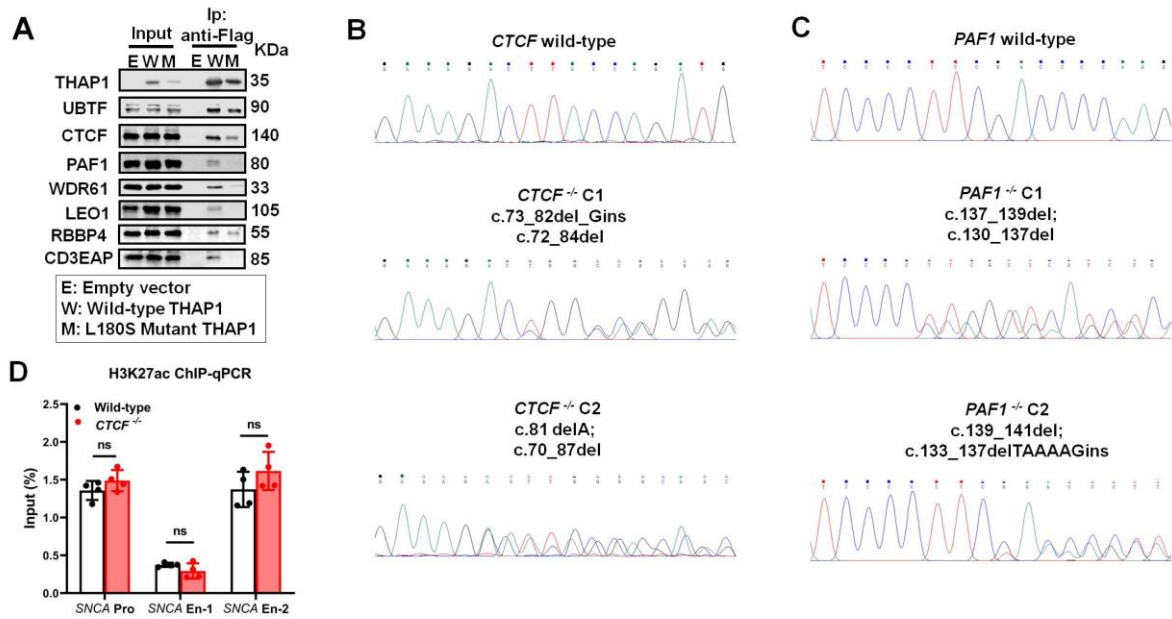 A
Input
Ip:
anti-Flag
KDa
E W M E W M
THAP1 35
UBTF 90
CTCF 140
PAF1 80
WDR61 33
LEO1 105
RBBP4 55
CD3EAP 85
E: Empty vector
W: Wild-type THAP1
M: L180S Mutant THAP1
B
CTCF wild-type
G A A A G A C T T A C C A G A T G
CTCF -/- C1
c.73_82del_Gins
c.72_84del
CTCF -/- C2
c.81 delA;
c.70_87del
C
PAF1 wild-type
T C C C C T T C G A C C C C A A G
PAF1 -/- C1
c.137_139del;
c.130_137del
PAF1 -/- C2
c.139_141del;
c.133_137delTAAAAGins
D
H3K27ac ChIP-qPCR
Wild-type
CTCF -/-
ns
ns
ns
Input (%)
2.5
2.0
1.5
1.0
0.5
0.0
SNCA Pro SNCA En-1 SNCA En-2